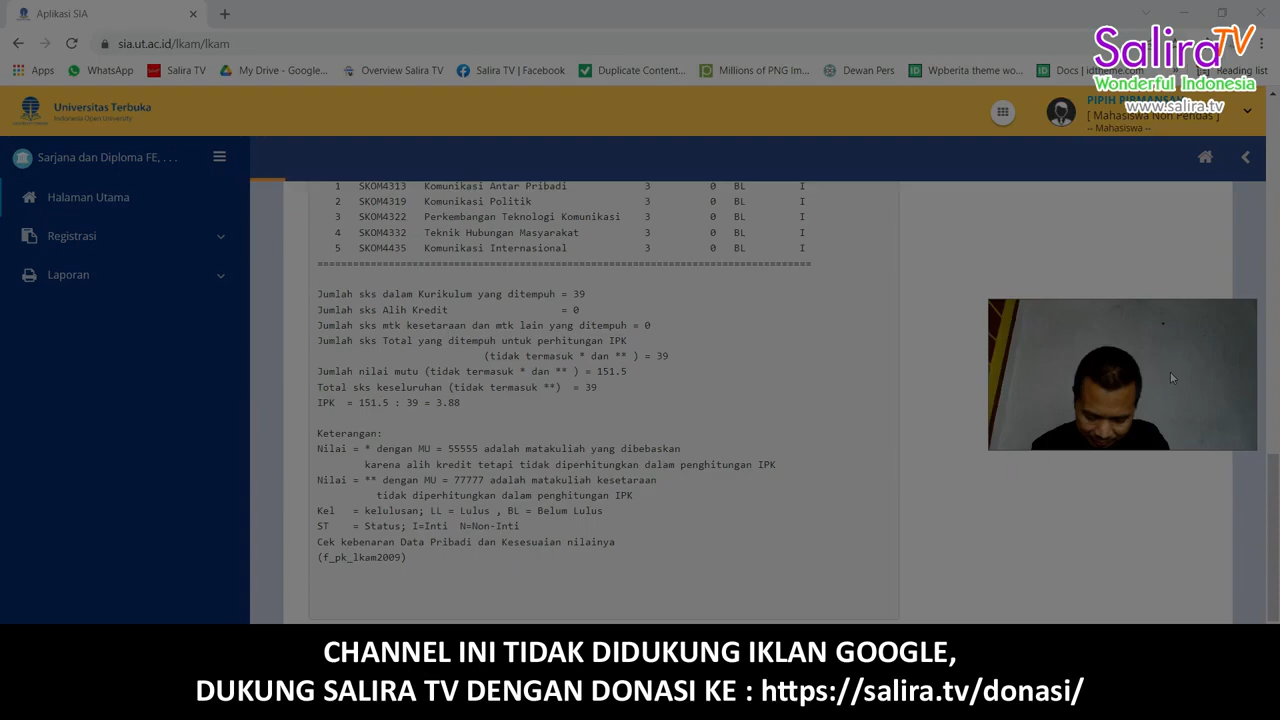 Aplikasi SIA
sia.ut.ac.id/lkam/lkam
Apps WhatsApp Salira TV My Drive - Google... Overview Salira TV Salira TV | Facebook Duplicate Content... Millions of PNG Im... Dewan Pers Wpberita theme wo... Docs | idtheme.com Reading list
Salira TV
Wonderful Indonesia
www.salira.tv
Universitas Terbuka
Indonesia Open University
[ Mahasiswa Non Pendas ]
-- Mahasiswa --
Sarjana dan Diploma FE, . . .
Halaman Utama
Registrasi
Laporan
1 SKOM4313 Komunikasi Antar Pribadi 3 0 BL I
2 SKOM4319 Komunikasi Politik 3 0 BL I
3 SKOM4322 Perkembangan Teknologi Komunikasi 3 0 BL I
4 SKOM4332 Teknik Hubungan Masyarakat 3 0 BL I
5 SKOM4435 Komunikasi Internasional 3 0 BL I
===================================================================================
Jumlah sks dalam Kurikulum yang ditempuh = 39
Jumlah sks Alih Kredit = 0
Jumlah sks mtk kesetaraan dan mtk lain yang ditempuh = 0
Jumlah sks Total yang ditempuh untuk perhitungan IPK
(tidak termasuk * dan ** ) = 39
Jumlah nilai mutu (tidak termasuk * dan ** ) = 151.5
Total sks keseluruhan (tidak termasuk **) = 39
IPK = 151.5 : 39 = 3.88
Keterangan:
Nilai = * dengan MU = 55555 adalah matakuliah yang dibebaskan
karena alih kredit tetapi tidak diperhitungkan dalam penghitungan IPK
Nilai = ** dengan MU = 77777 adalah matakuliah kesetaraan
tidak diperhitungkan dalam penghitungan IPK
Kel = kelulusan; LL = Lulus , BL = Belum Lulus
ST = Status; I=Inti N=Non-Inti
Cek kebenaran Data Pribadi dan Kesesuaian nilainya
(f_pk_lkam2009)
CHANNEL INI TIDAK DIDUKUNG IKLAN GOOGLE,
DUKUNG SALIRA TV DENGAN DONASI KE : https://salira.tv/donasi/